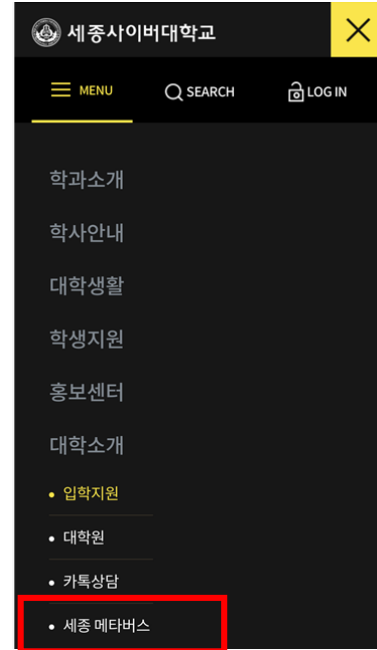 세종사이버대학교
MENU SEARCH LOG IN
학과소개
학사안내
대학생활
학생지원
홍보센터
대학소개
• 입학지원
• 대학원
• 카톡상담
• 세종 메타버스